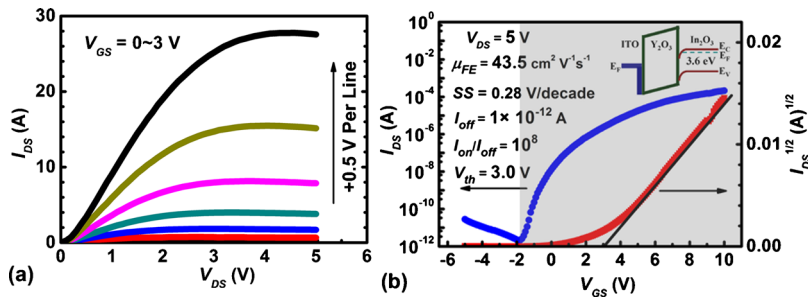 V_GS = 0~3 V
+0.5 V Per Line
I_DS (A)
30
20
10
0
0 1 2 3 4 5 6
V_DS (V)
(a)
V_DS = 5 V
μ_FE = 43.5 cm² V⁻¹s⁻¹
SS = 0.28 V/decade
I_off = 1× 10⁻¹² A
I_on/I_off = 10⁸
V_th = 3.0 V
ITO Y₂O₃ In₂O₃
E_F 3.6 eV E_C
E_F
E_V
I_DS (A)
10⁰
10⁻²
10⁻⁴
10⁻⁶
10⁻⁸
10⁻¹⁰
10⁻¹²
-6 -4 -2 0 2 4 6 8 10
V_GS (V)
0.02
0.01
0.00
I_DS^1/2 (A)^1/2
(b)